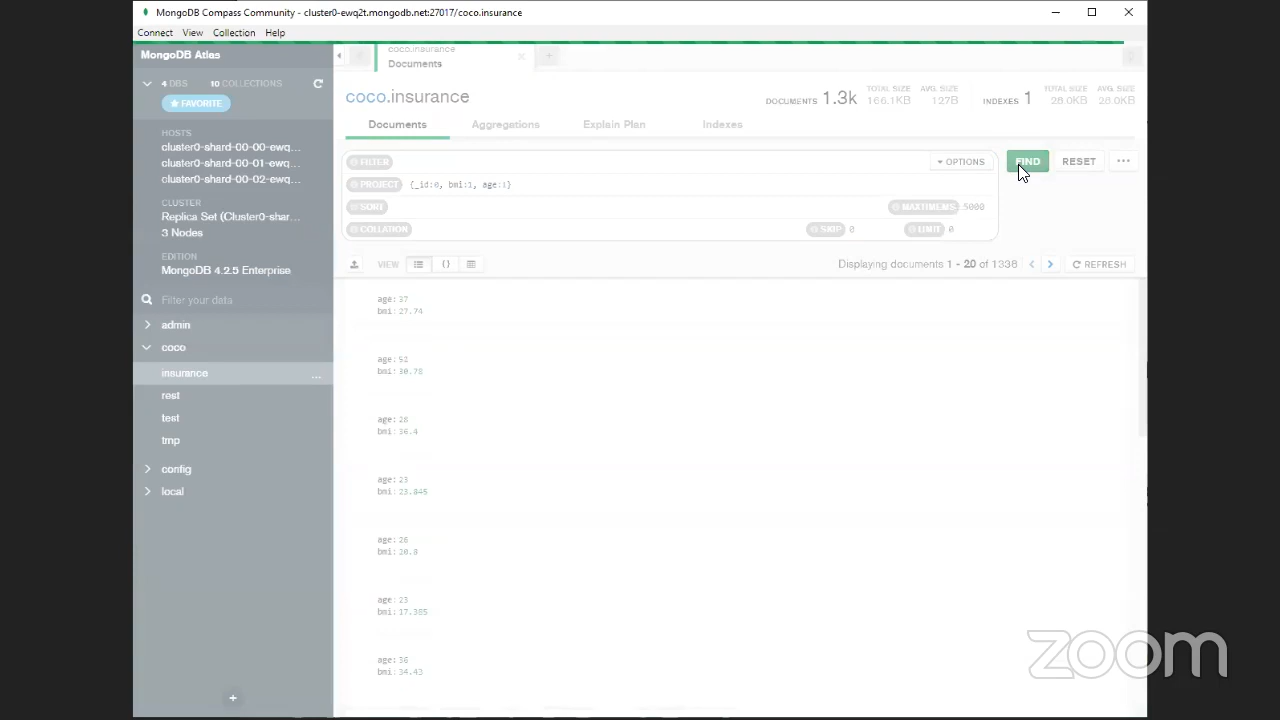 MongoDB Compass Community - cluster0-ewq2t.mongodb.net:27017/coco.insurance
Connect View Collection Help
MongoDB Atlas
4 DBS 10 COLLECTIONS
FAVORITE
HOSTS
cluster0-shard-00-00-ewq...
cluster0-shard-00-01-ewq...
cluster0-shard-00-02-ewq...
CLUSTER
Replica Set (Cluster0-shar...
3 Nodes
EDITION
MongoDB 4.2.5 Enterprise
Filter your data
admin
coco
insurance ...
rest
test
tmp
config
local
+
coco.insurance
Documents
coco.insurance
DOCUMENTS 1.3k TOTAL SIZE 166.1KB AVG. SIZE 127B INDEXES 1 TOTAL SIZE 28.0KB AVG. SIZE 28.0KB
Documents Aggregations Explain Plan Indexes
FILTER OPTIONS FIND RESET ...
PROJECT {_id:0, bmi:1, age:1}
SORT MAXTIMEMS 5000
COLLATION SKIP 0 LIMIT 0
VIEW {} Displaying documents 1 - 20 of 1336 REFRESH
age: 37
bmi: 27.74
age: 51
bmi: 30.78
age: 28
bmi: 36.4
age: 23
bmi: 23.845
age: 26
bmi: 20.8
age: 23
bmi: 17.385
age: 36
bmi: 34.43
zoom